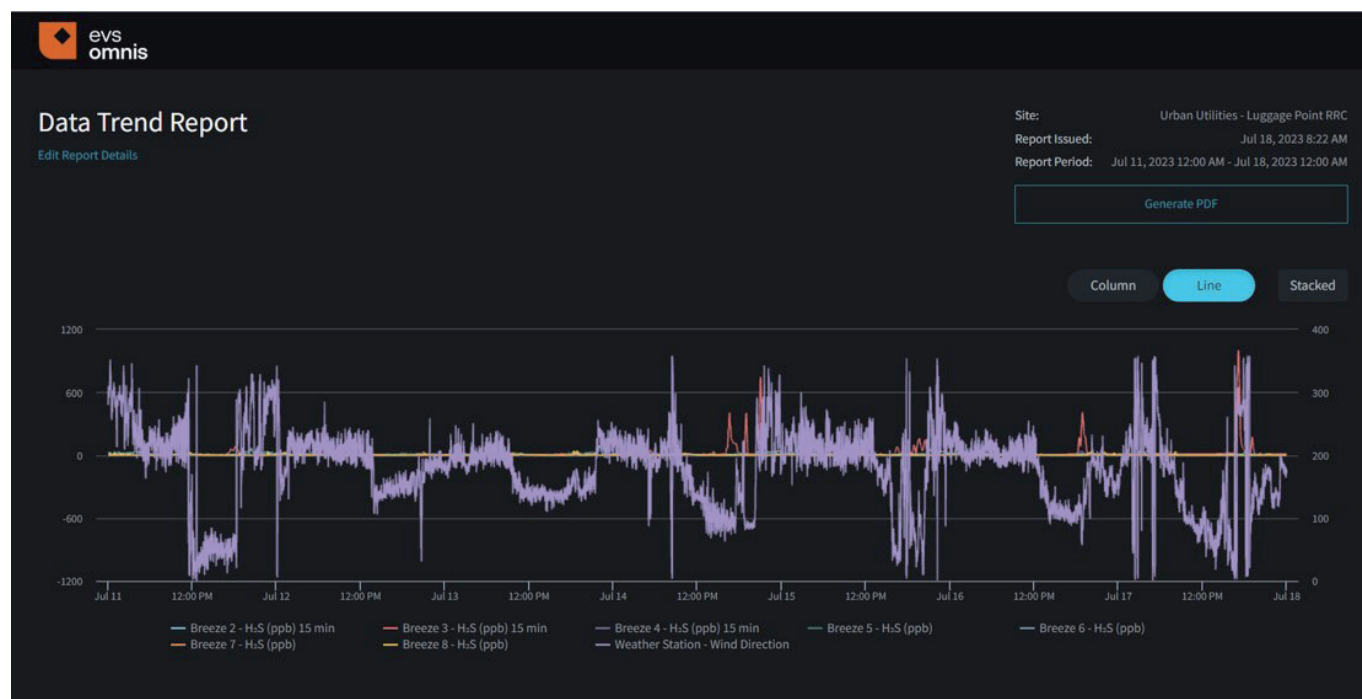 evs
omnis
Data Trend Report
Edit Report Details
Site: Urban Utilities - Luggage Point RRC
Report Issued: Jul 18, 2023 8:22 AM
Report Period: Jul 11, 2023 12:00 AM - Jul 18, 2023 12:00 AM
Generate PDF
Column Line Stacked
1200 400
600 300
0 200
-600 100
-1200 0
Jul 11 12:00 PM Jul 12 12:00 PM Jul 13 12:00 PM Jul 14 12:00 PM Jul 15 12:00 PM Jul 16 12:00 PM Jul 17 12:00 PM Jul 18
Breeze 2 - H₂S (ppb) 15 min Breeze 3 - H₂S (ppb) 15 min Breeze 4 - H₂S (ppb) 15 min Breeze 5 - H₂S (ppb) Breeze 6 - H₂S (ppb)
Breeze 7 - H₂S (ppb) Breeze 8 - H₂S (ppb) Weather Station - Wind Direction